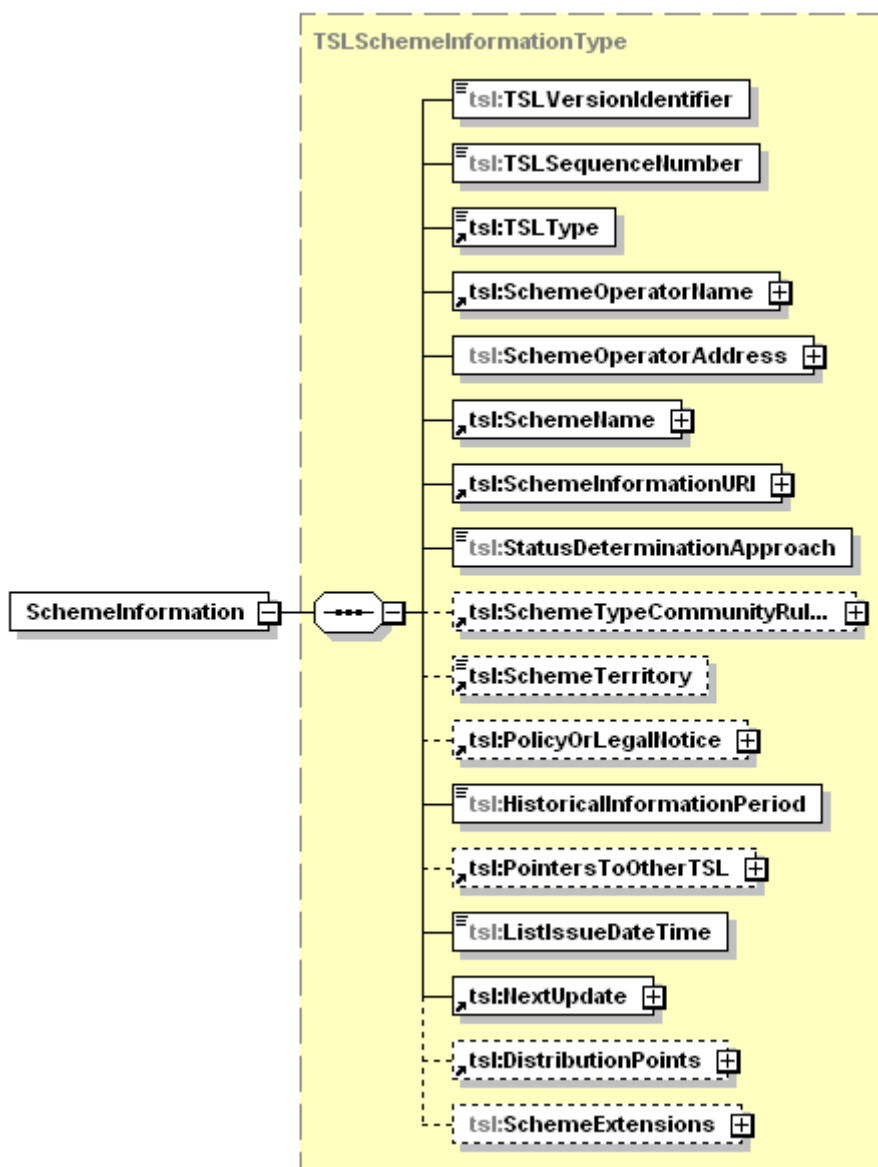 TSLSchemeInformationType
tsl:TSLVersionIdentifier
tsl:TSLSequenceNumber
tsl:TSLType
tsl:SchemeOperatorName
tsl:SchemeOperatorAddress
tsl:SchemeName
tsl:SchemeInformationURI
tsl:StatusDeterminationApproach
SchemeInformation
tsl:SchemeTypeCommunityRul...
tsl:SchemeTerritory
tsl:PolicyOrLegalNotice
tsl:HistoricalInformationPeriod
tsl:PointersToOtherTSL
tsl:ListIssueDateTime
tsl:NextUpdate
tsl:DistributionPoints
tsl:SchemeExtensions